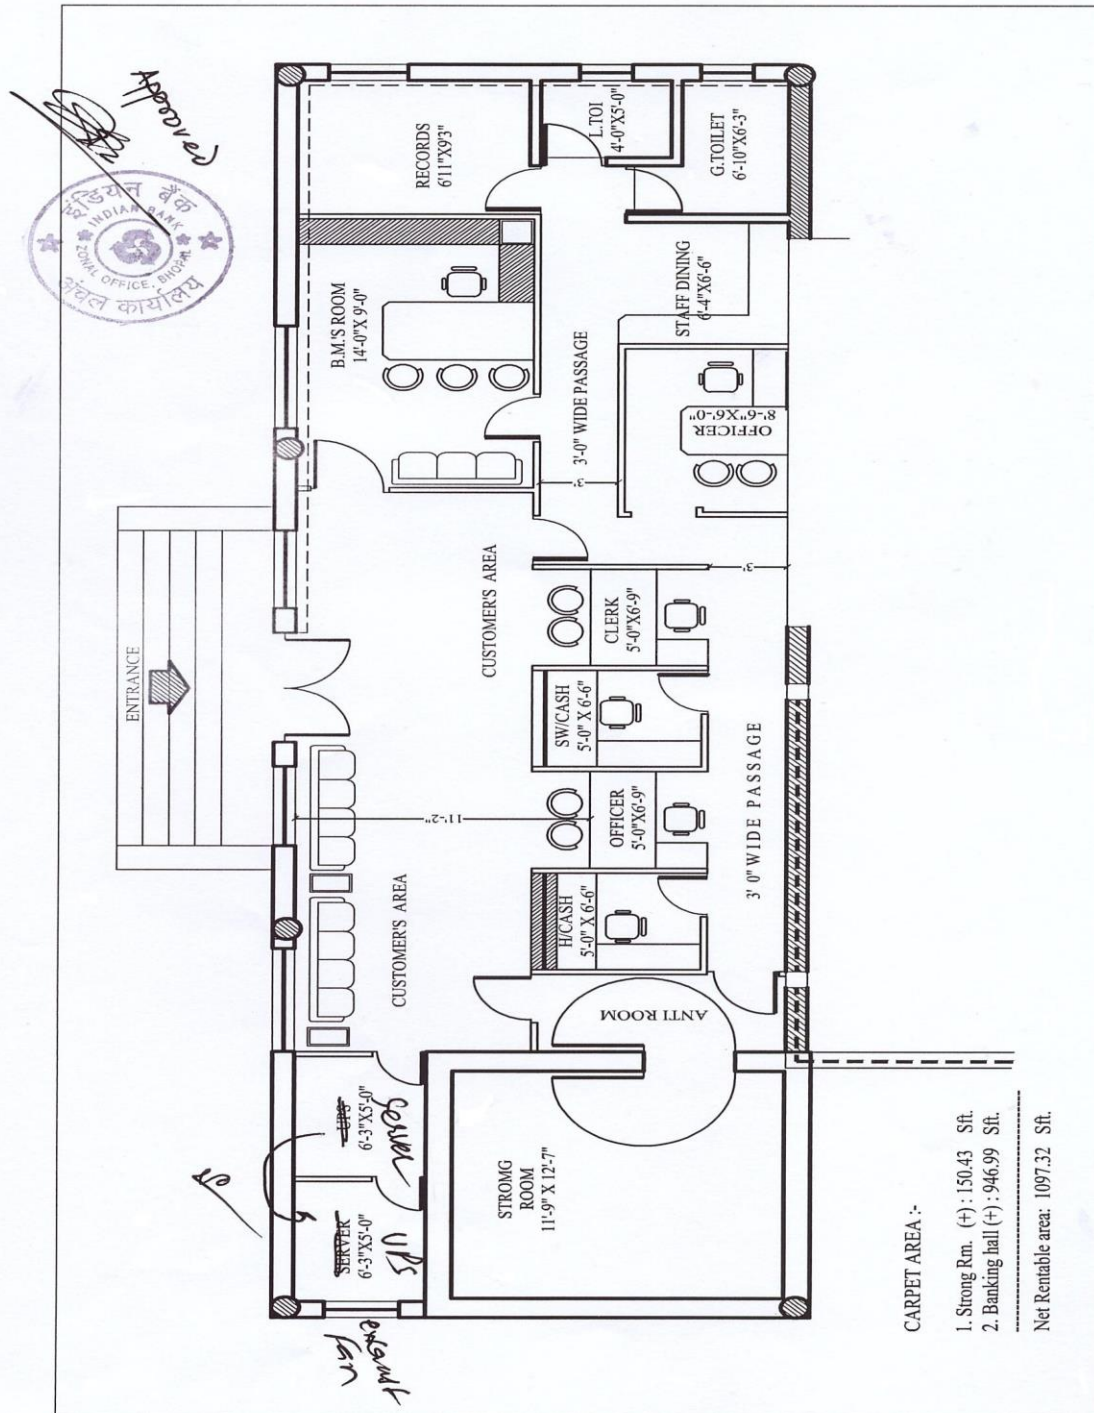 Approved
इंडियन बैंक
INDIAN BANK
ZONAL OFFICE, BHOPAL
अंचल कार्यालय
ENTRANCE
RECORDS
6'11"X9'3"
L.TOI
4'-0"X5'-0"
G.TOILET
6'-10"X6'-3"
B.M.'S ROOM
14'-0"X 9'-0"
3'-0" WIDE PASSAGE
STAFF DINING
6'-4"X6'-6"
OFFICER
8'-6"X6'-0"
3'
3'
CUSTOMER'S AREA
CLERK
5'-0"X6'-9"
SW/CASH
5'-0" X 6'-6"
OFFICER
5'-0"X6'-9"
H/CASH
5'-0" X 6'-6"
11'-2"
CUSTOMER'S AREA
3' 0" WIDE PASSAGE
ANTI ROOM
UPS
6'-3"X5'-0"
Server
SERVER
6'-3"X5'-0"
UPS
exhaust
fan
STROMG
ROOM
11'-9" X 12'-7"
CARPET AREA :-
1. Strong Rm. (+) : 150.43 Sft.
2. Banking hall (+) : 946.99 Sft.
Net Rentable area: 1097.32 Sft.